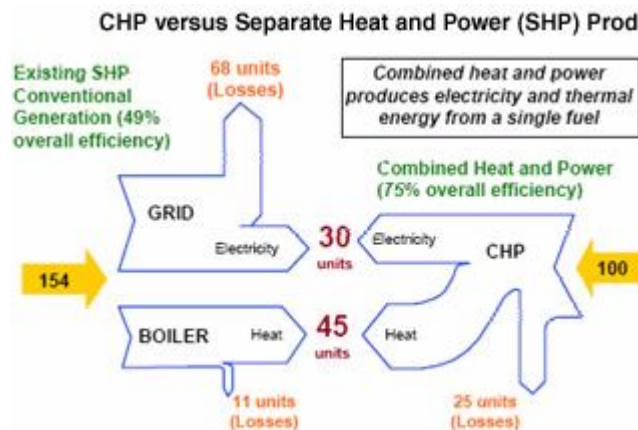 CHP versus Separate Heat and Power (SHP) Prod
Existing SHP
Conventional
Generation (49%
overall efficiency)
68 units
(Losses)
Combined heat and power
produces electricity and thermal
energy from a single fuel
Combined Heat and Power
(75% overall efficiency)
GRID
Electricity
30
units
Electricity
CHP
154
100
BOILER
Heat
45
units
Heat
11 units
(Losses)
25 units
(Losses)